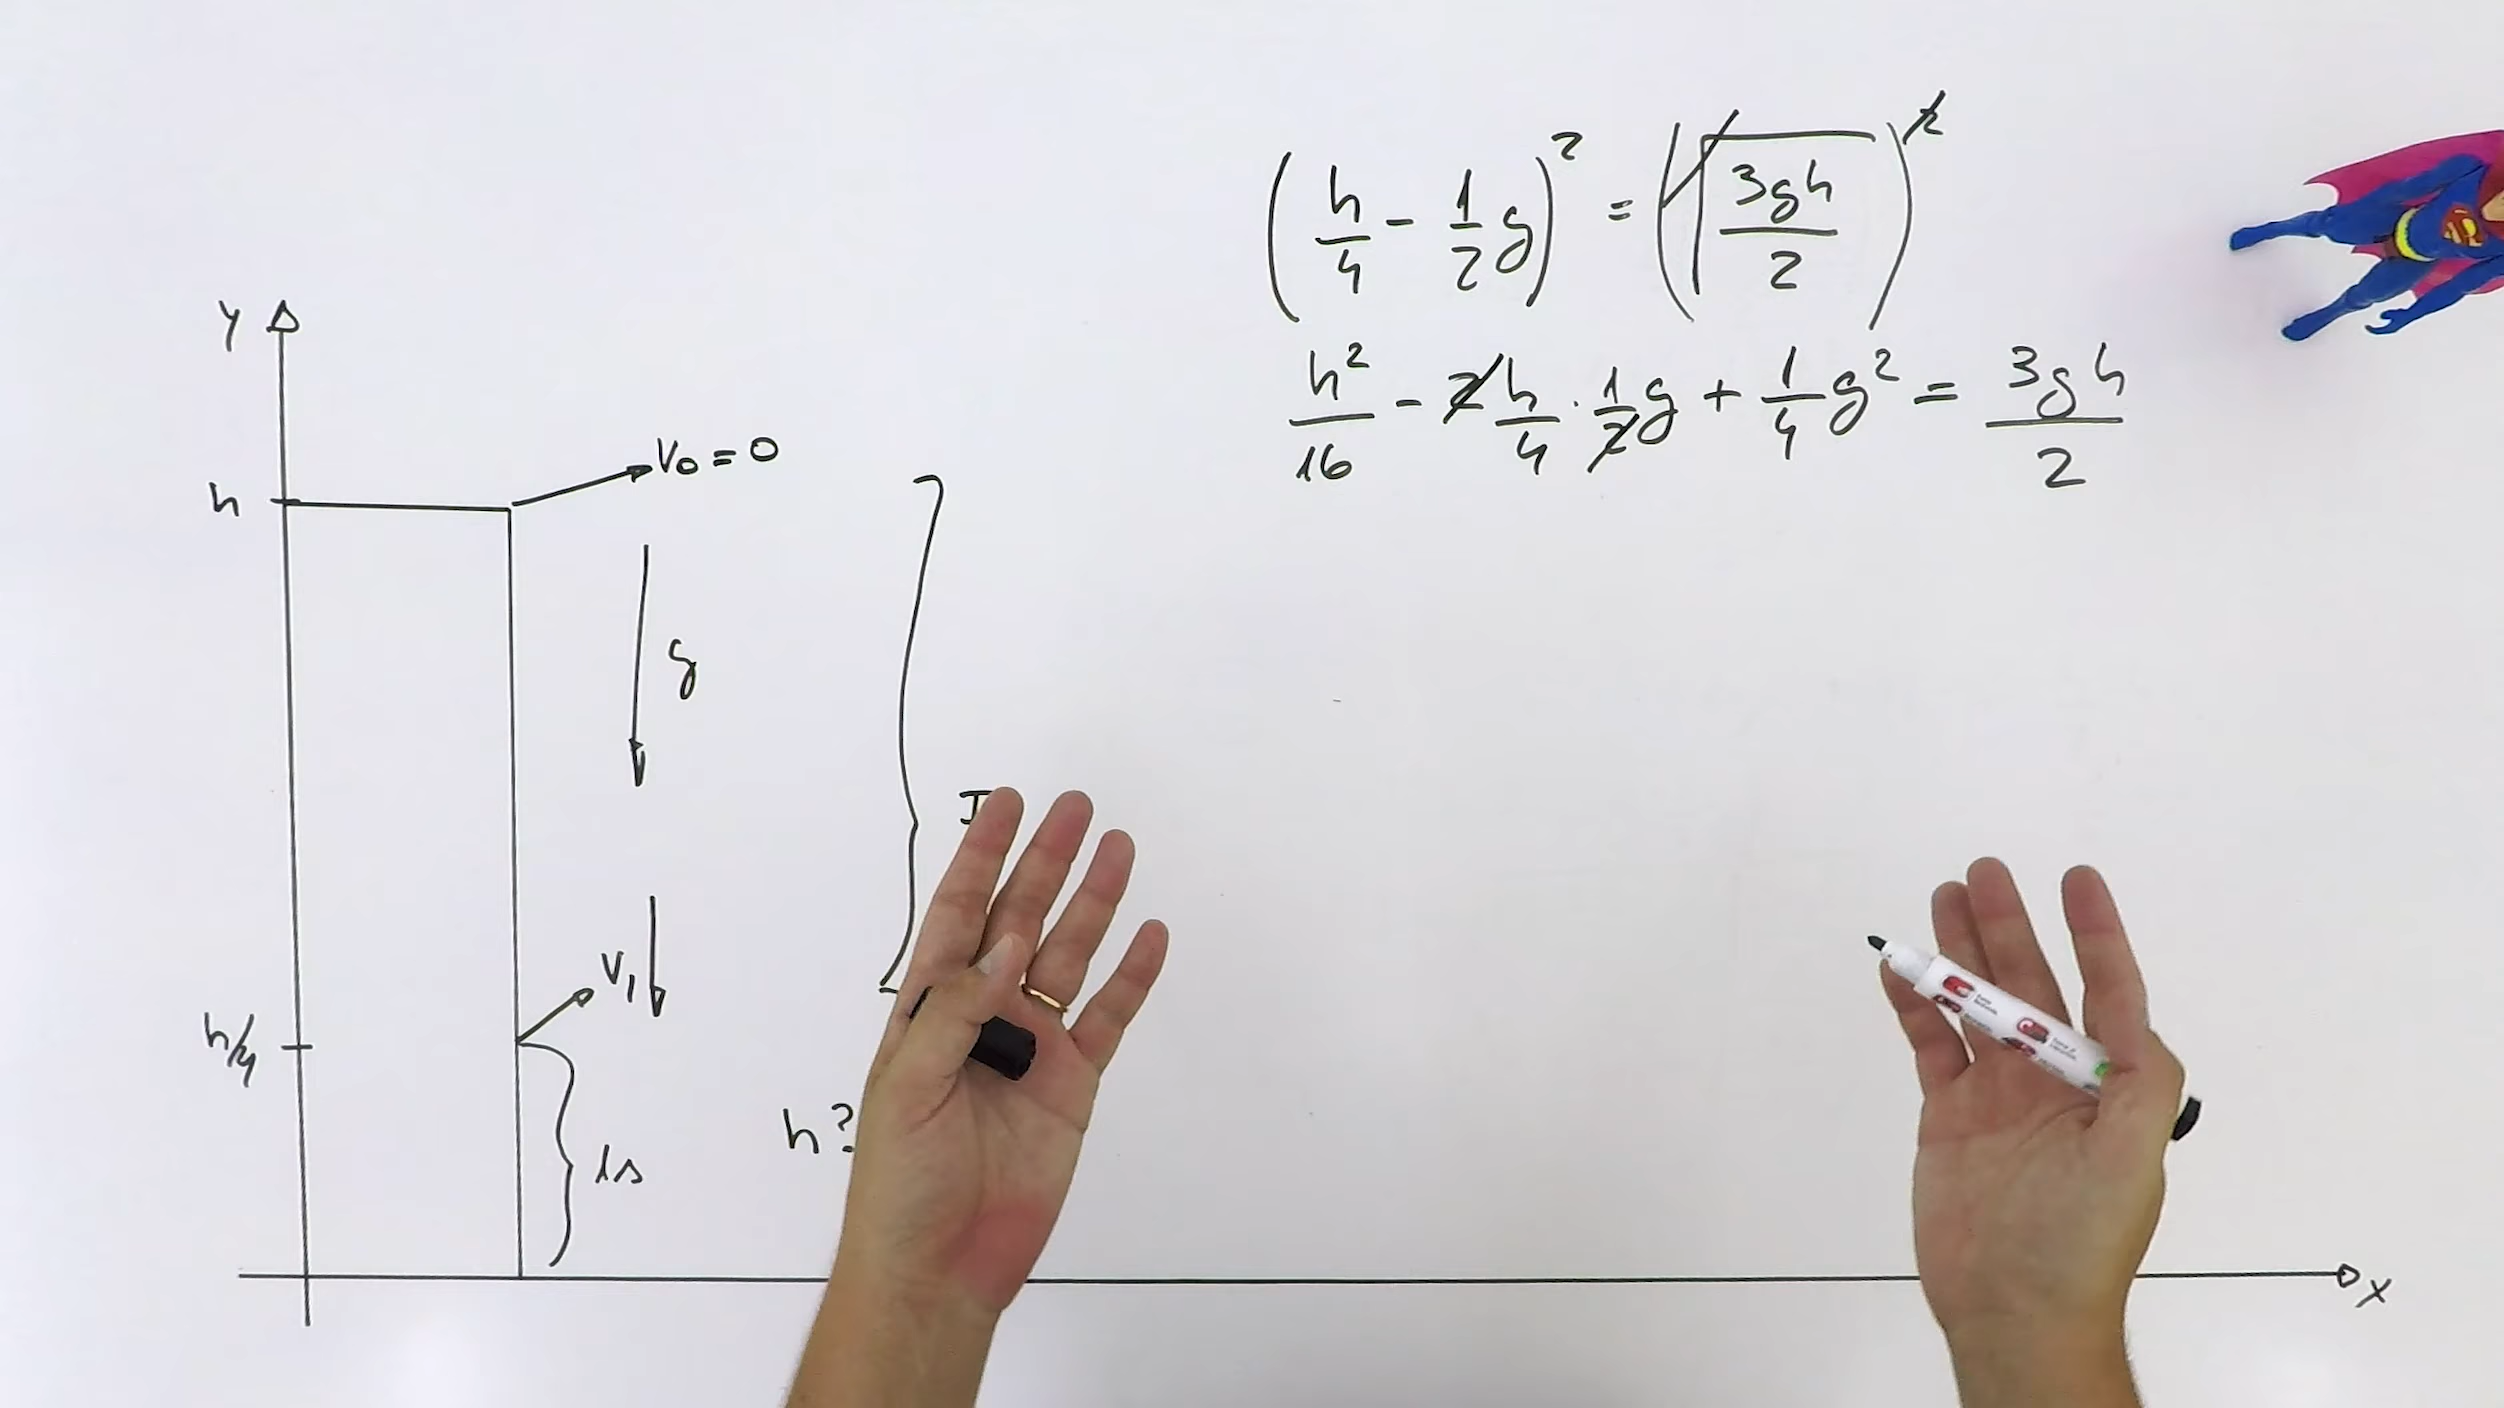 (h/4 - 1/2 g)² = (√(3gh/2))²
h²/16 - 2 h/4 · 1/2 g + 1/4 g² = 3gh/2
y
v₀ = 0
h
g
I
v₁
h/4
h?
1s
x